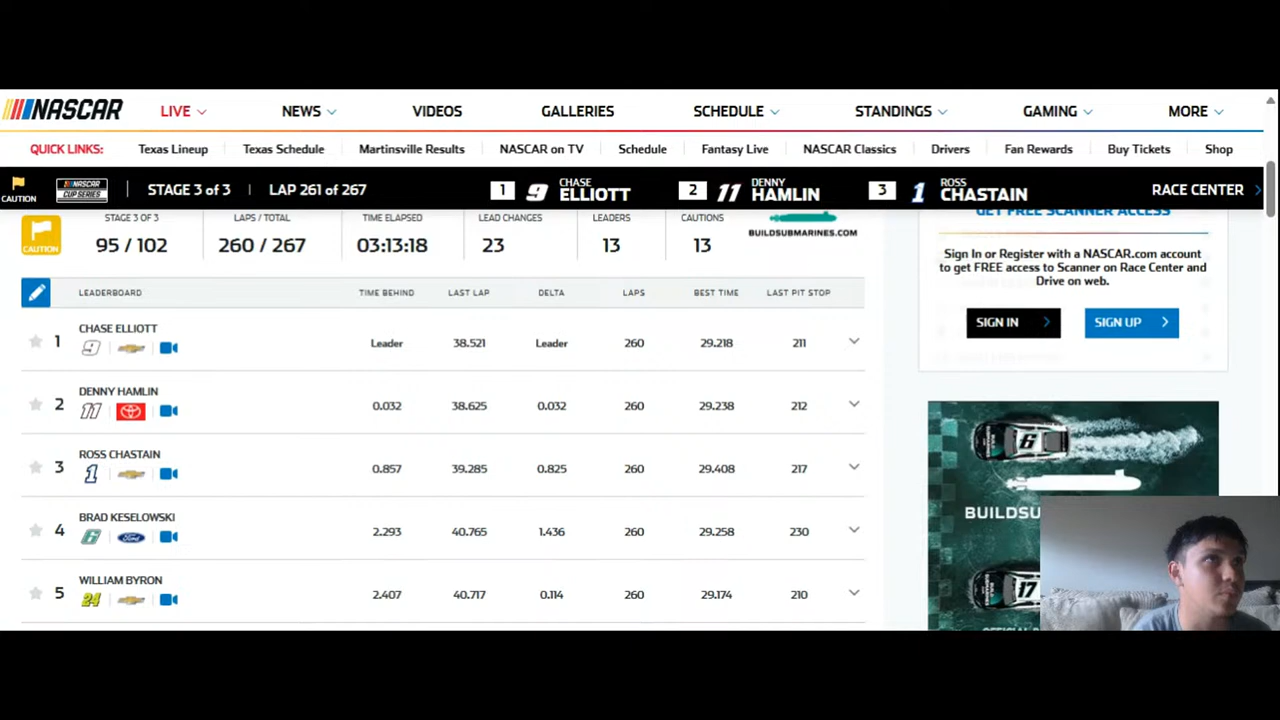 NASCAR
LIVE NEWS VIDEOS GALLERIES SCHEDULE STANDINGS GAMING MORE
QUICK LINKS: Texas Lineup Texas Schedule Martinsville Results NASCAR on TV Schedule Fantasy Live NASCAR Classics Drivers Fan Rewards Buy Tickets Shop
CAUTION NASCAR CUP SERIES STAGE 3 OF 3 LAP 261 OF 267 1 9 CHASE ELLIOTT 2 11 DENNY HAMLIN 3 1 ROSS CHASTAIN RACE CENTER
CAUTION
STAGE 3 OF 3 LAPS / TOTAL TIME ELAPSED LEAD CHANGES LEADERS CAUTIONS
95 / 102 260 / 267 03:13:18 23 13 13
BUILDSUBMARINES.COM
LEADERBOARD TIME BEHIND LAST LAP DELTA LAPS BEST TIME LAST PIT STOP
1 CHASE ELLIOTT 9 Leader 38.521 Leader 260 29.218 211
2 DENNY HAMLIN 11 0.032 38.625 0.032 260 29.238 212
3 ROSS CHASTAIN 1 0.857 39.285 0.825 260 29.408 217
4 BRAD KESELOWSKI 6 Ford 2.293 40.765 1.436 260 29.258 230
5 WILLIAM BYRON 24 2.407 40.717 0.114 260 29.174 210
GET FREE SCANNER ACCESS
Sign In or Register with a NASCAR.com account
to get FREE access to Scanner on Race Center and
Drive on web.
SIGN IN SIGN UP
6
BUILDSU
17